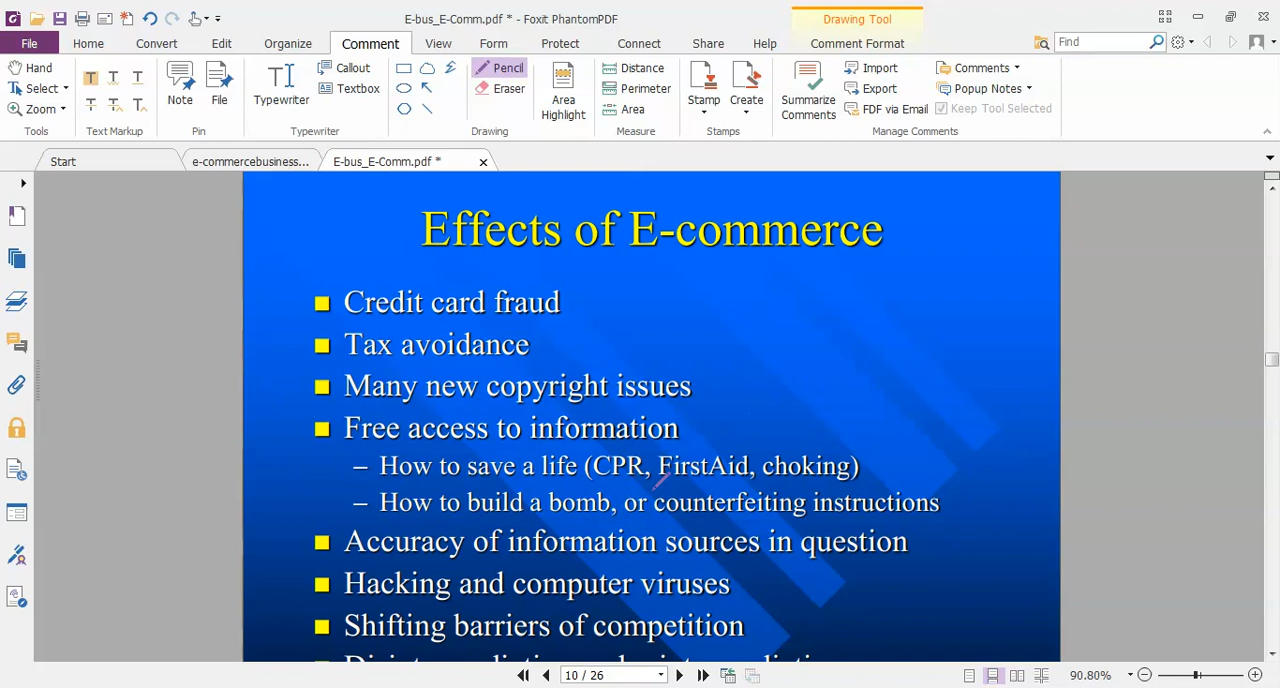 E-bus_E-Comm.pdf * - Foxit PhantomPDF
Drawing Tool
File Home Convert Edit Organize Comment View Form Protect Connect Share Help Comment Format Find
Hand
Select
Zoom
Tools
Text Markup
Note
File
Pin
Typewriter
Callout
Textbox
Typewriter
Pencil
Eraser
Drawing
Area
Highlight
Distance
Perimeter
Area
Measure
Stamp
Create
Stamps
Summarize
Comments
Import
Export
FDF via Email
Comments
Popup Notes
Keep Tool Selected
Manage Comments
Start e-commercebusiness... E-bus_E-Comm.pdf *
Effects of E-commerce
Credit card fraud
Tax avoidance
Many new copyright issues
Free access to information
– How to save a life (CPR, FirstAid, choking)
– How to build a bomb, or counterfeiting instructions
Accuracy of information sources in question
Hacking and computer viruses
Shifting barriers of competition
10 / 26
90.80%